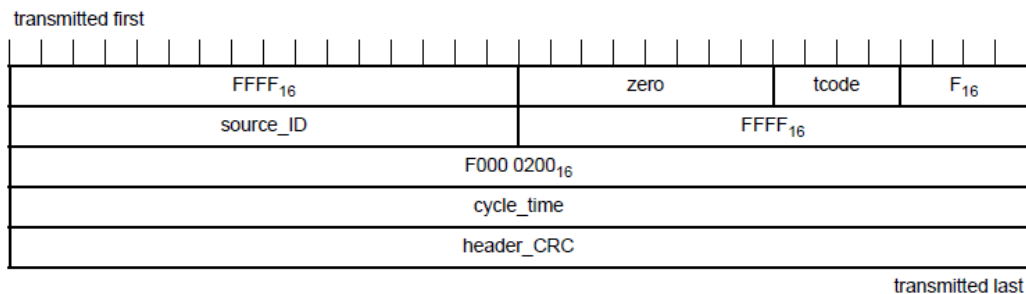 transmitted first
FFFF16 zero tcode F16
source_ID FFFF16
F000 020016
cycle_time
header_CRC
transmitted last